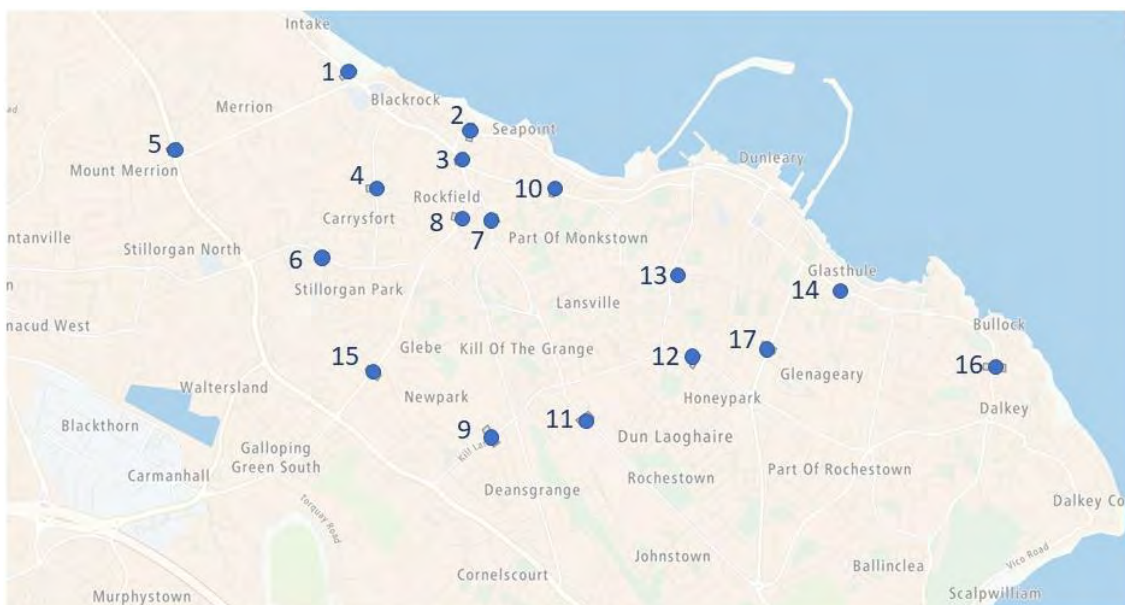 Intake
1
Blackrock
Merrion
2
Seapoint
5
Mount Merrion
3
Dunleary
4
Rockfield
10
Carrysfort
8
7
Part Of Monkstown
ntanville
Stillorgan North
6
Stillorgan Park
13
Glasthule
14
Lansville
nacud West
Bullock
15
Glebe
Kill Of The Grange
12
17
Glenageary
16
Waltersland
Newpark
Honeypark
Dalkey
Blackthorn
9
11
Dun Laoghaire
Galloping
Green South
Carmanhall
Part Of Rochestown
Rochestown
Deansgrange
Dalkey Co
Torquay Road
Johnstown
Vico Road
Cornelscourt
Ballinclea
Murphystown
Scalpwilliam